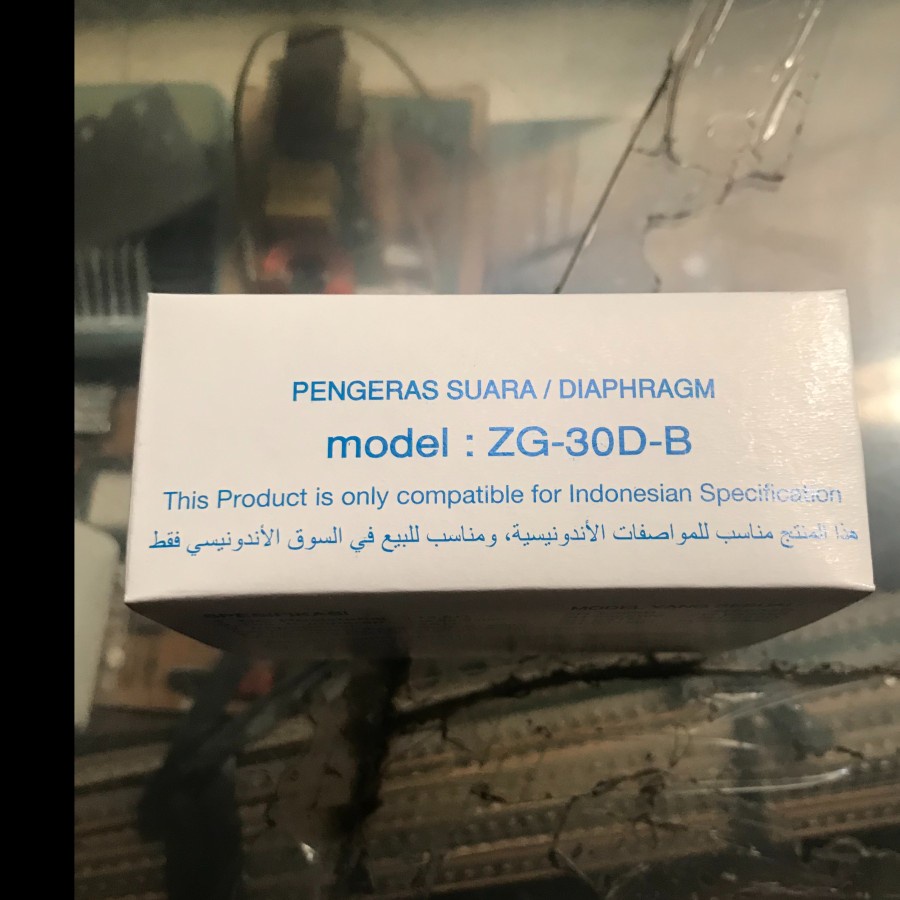 PENGERAS SUARA / DIAPHRAGM
model : ZG-30D-B
This Product is only compatible for Indonesian Specification
هذا المنتج مناسب للمواصفات الأندونيسية، ومناسب للبيع في السوق الأندونيسي فقط